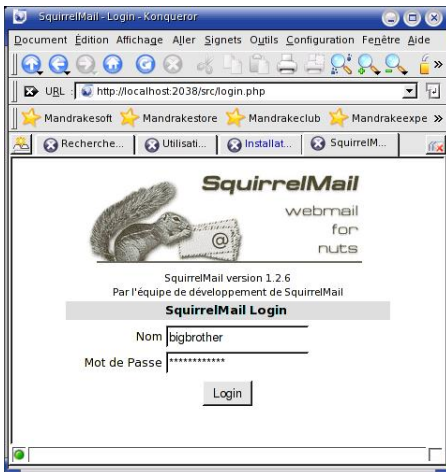 SquirrelMail - Login - Konqueror
Document Édition Affichage Aller Signets Outils Configuration Fenêtre Aide
»
URL : http://localhost:2038/src/login.php
Mandrakesoft Mandrakestore Mandrakeclub Mandrakeexpe »
Recherche... Utilisati... Installat... SquirrelM...
SquirrelMail
webmail
for
nuts
@
SquirrelMail version 1.2.6
Par l'équipe de développement de SquirrelMail
SquirrelMail Login
Nom bigbrother
Mot de Passe ************
Login